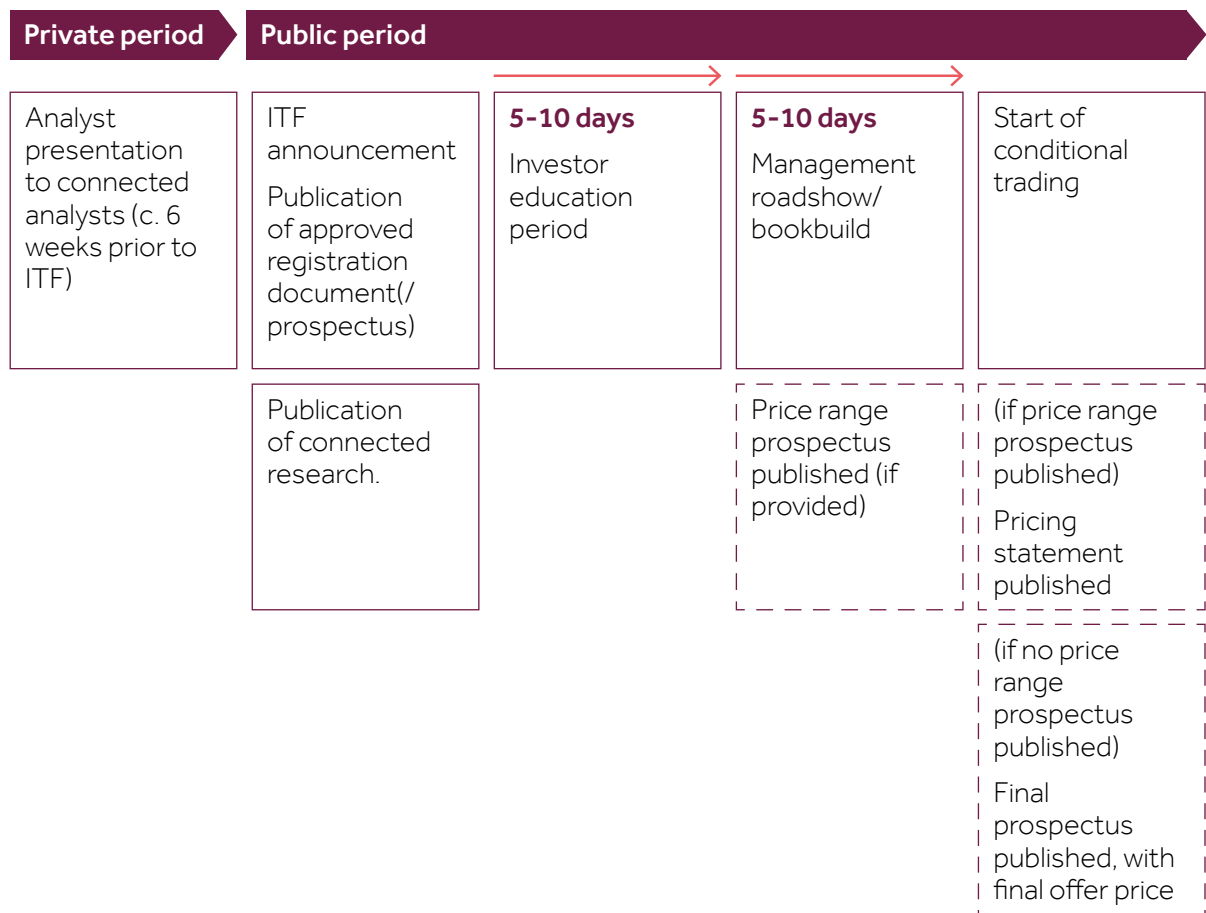 Private period
Public period
Analyst
presentation
to connected
analysts (c. 6
weeks prior to
ITF)
ITF
announcement
Publication
of approved
registration
document(/
prospectus)
5-10 days
Investor
education
period
5-10 days
Management
roadshow/
bookbuild
Start of
conditional
trading
Publication
of connected
research.
Price range
prospectus
published (if
provided)
(if price range
prospectus
published)
Pricing
statement
published
(if no price
range
prospectus
published)
Final
prospectus
published, with
final offer price